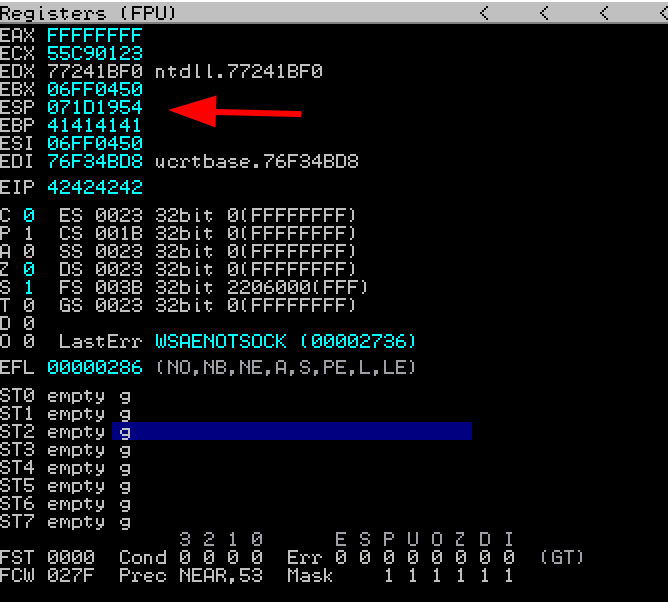 Registers (FPU) < < < <
EAX FFFFFFFF
ECX 55C90123
EDX 77241BF0 ntdll.77241BF0
EBX 06FF0450
ESP 071D1954
EBP 41414141
ESI 06FF0450
EDI 76F34BD8 ucrtbase.76F34BD8
EIP 42424242
C 0 ES 0023 32bit 0(FFFFFFFF)
P 1 CS 001B 32bit 0(FFFFFFFF)
A 0 SS 0023 32bit 0(FFFFFFFF)
Z 0 DS 0023 32bit 0(FFFFFFFF)
S 1 FS 003B 32bit 2206000(FFF)
T 0 GS 0023 32bit 0(FFFFFFFF)
D 0
O 0 LastErr WSAENOTSOCK (00002736)
EFL 00000286 (NO,NB,NE,A,S,PE,L,LE)
ST0 empty g
ST1 empty g
ST2 empty g
ST3 empty g
ST4 empty g
ST5 empty g
ST6 empty g
ST7 empty g
3 2 1 0 E S P U O Z D I
FST 0000 Cond 0 0 0 0 Err 0 0 0 0 0 0 0 0 (GT)
FCW 027F Prec NEAR,53 Mask 1 1 1 1 1 1